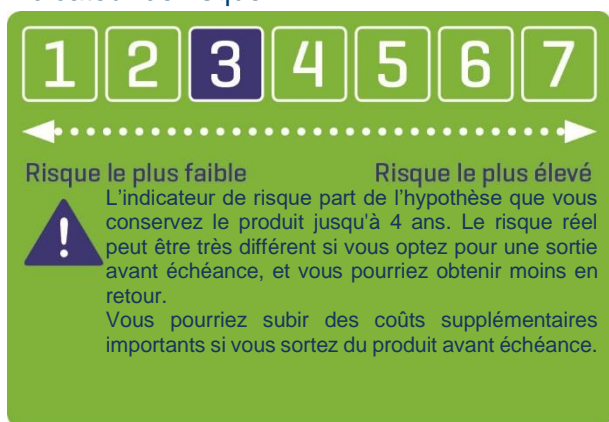 1 2 3 4 5 6 7
Risque le plus faible Risque le plus élevé
L'indicateur de risque part de l'hypothèse que vous
conservez le produit jusqu'à 4 ans. Le risque réel
peut être très différent si vous optez pour une sortie
avant échéance, et vous pourriez obtenir moins en
retour.
Vous pourriez subir des coûts supplémentaires
importants si vous sortez du produit avant échéance.